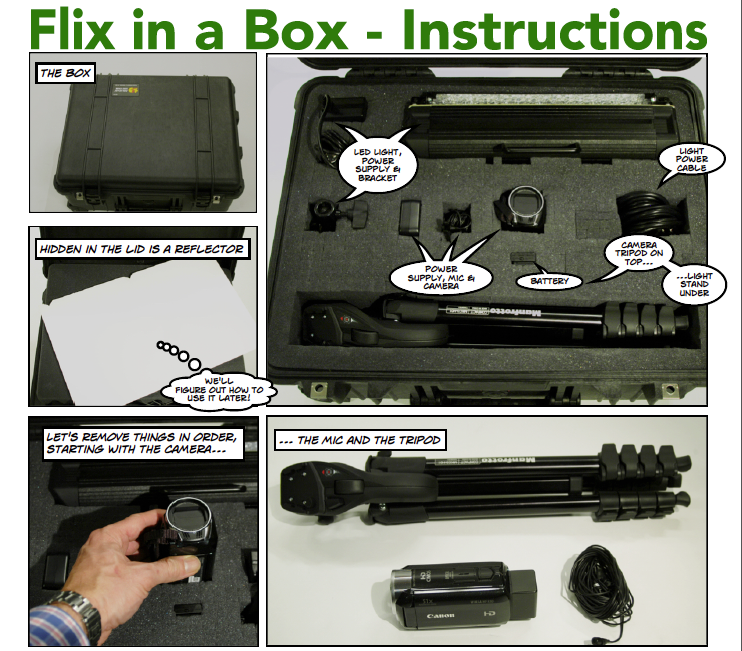 Flix in a Box - Instructions
THE BOX
LED LIGHT,
POWER
SUPPLY &
BRACKET
LIGHT
POWER
CABLE
HIDDEN IN THE LID IS A REFLECTOR
POWER
SUPPLY, MIC &
CAMERA
BATTERY
CAMERA
TRIPOD ON
TOP...
...LIGHT
STAND
UNDER
Manfrotto
WE'LL
FIGURE OUT HOW TO
USE IT LATER!
LET'S REMOVE THINGS IN ORDER,
STARTING WITH THE CAMERA...
... THE MIC AND THE TRIPOD
Manfrotto
Canon
HD